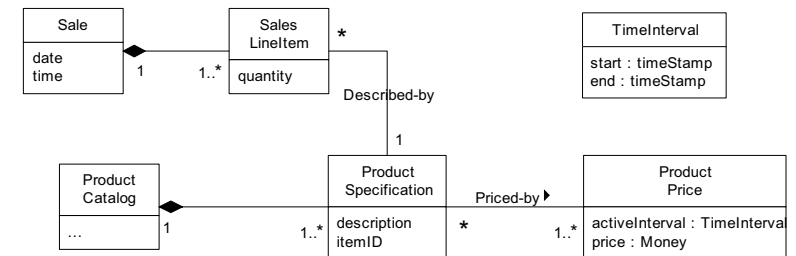 Sale
date
time
1
1..*
Sales
LineItem
quantity
*
Described-by
1
TimeInterval
start : timeStamp
end : timeStamp
Product
Catalog
...
1
1..*
Product
Specification
description
itemID
Priced-by
*
1..*
Product
Price
activeInterval : TimeInterval
price : Money